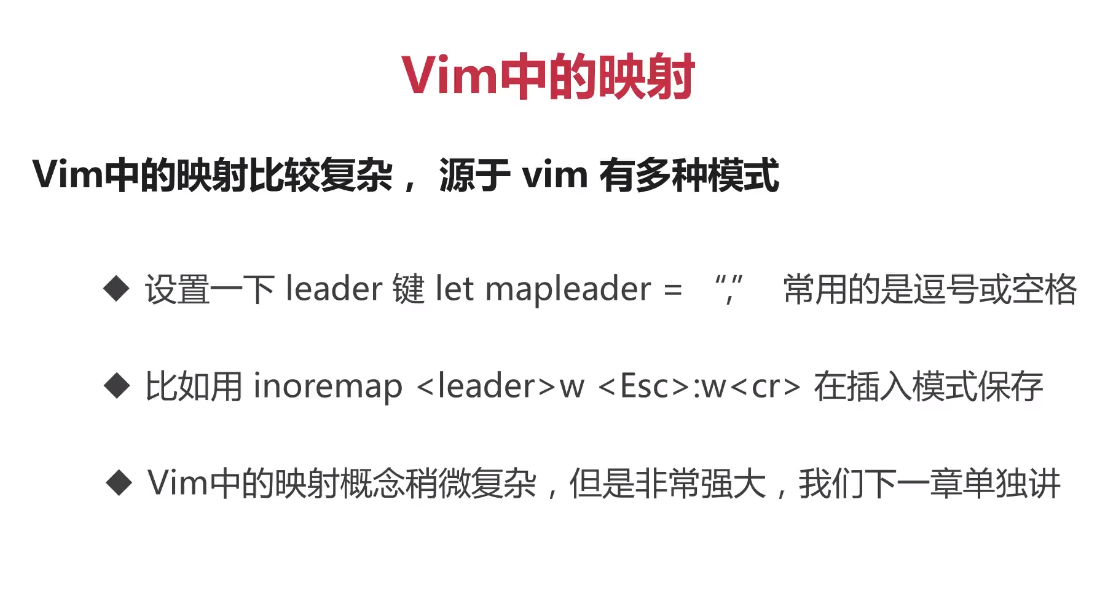 Vim中的映射
Vim中的映射比较复杂，源于 vim 有多种模式
◆ 设置一下 leader 键 let mapleader = “,” 常用的是逗号或空格
◆ 比如用 inoremap <leader>w <Esc>:w<cr> 在插入模式保存
◆ Vim中的映射概念稍微复杂，但是非常强大，我们下一章单独讲